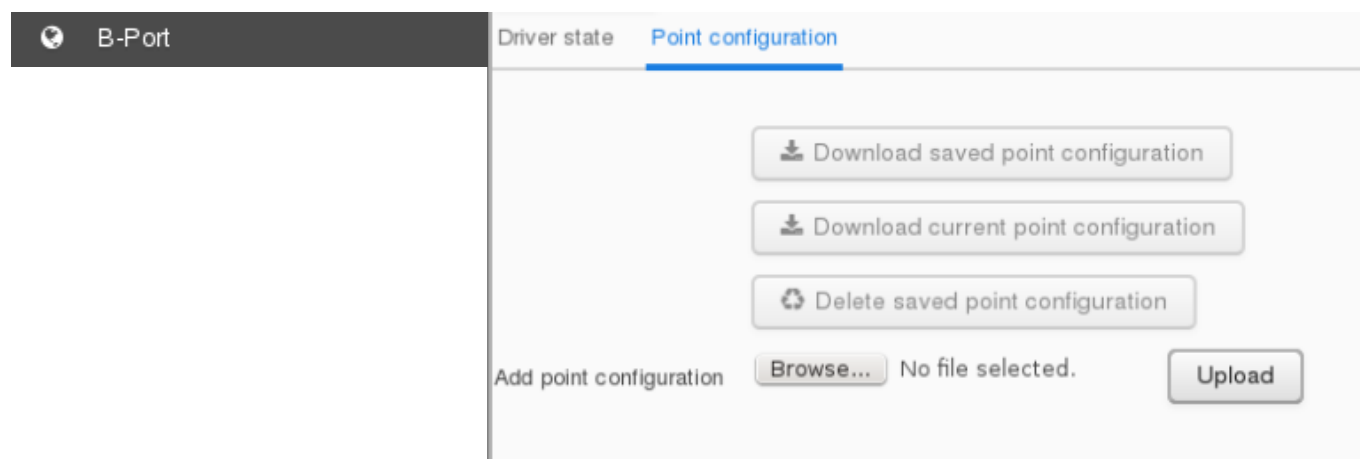 B-Port
Driver state Point configuration
Download saved point configuration
Download current point configuration
Delete saved point configuration
Add point configuration Browse... No file selected. Upload